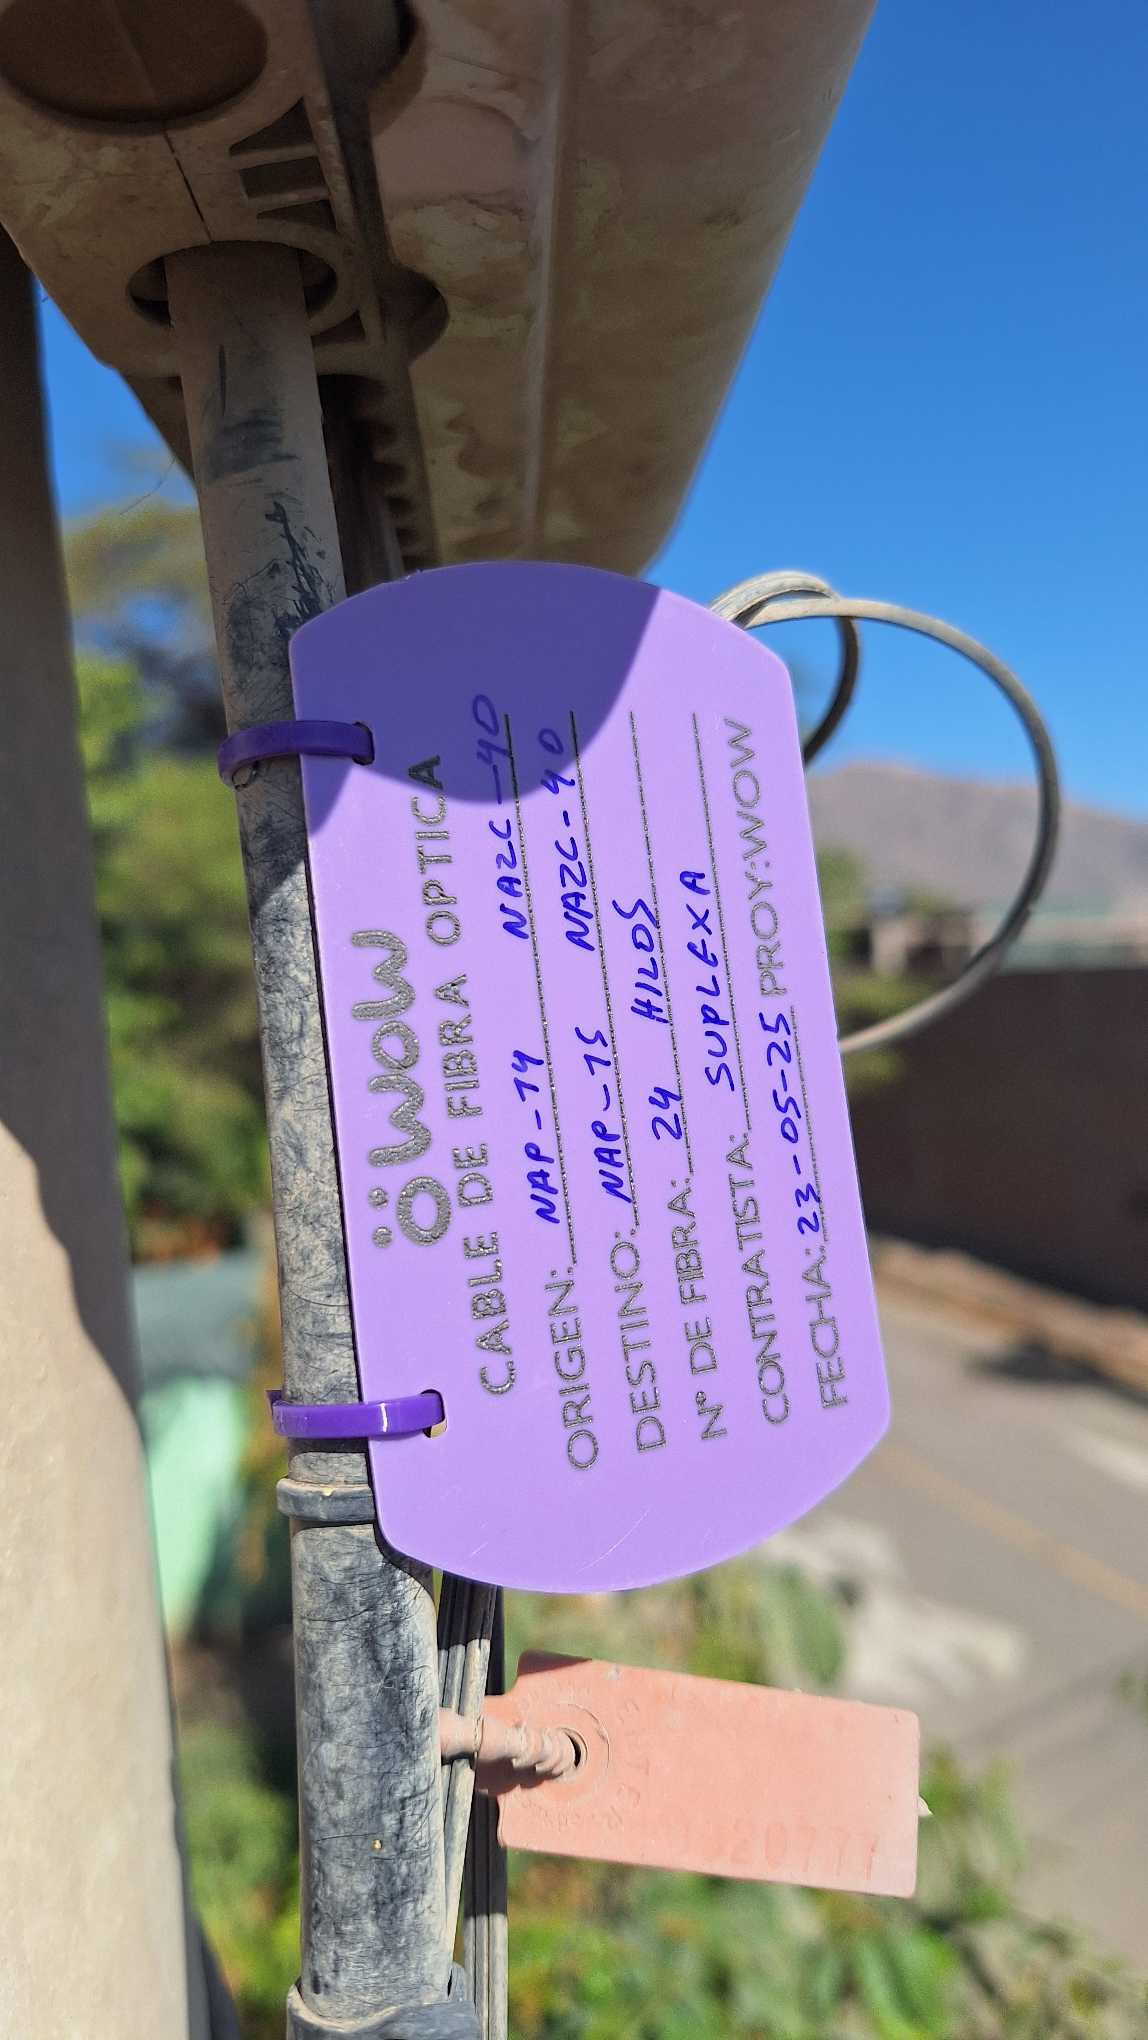 wow
CABLE DE FIBRA OPTICA
ORIGEN: NAP-14 NAZC-40
DESTINO: NAP-15 NAZC-40
Nº DE FIBRA: 24 HILOS
CONTRATISTA: SUPLEXA
FECHA: 23-05-25 PROY:WOW